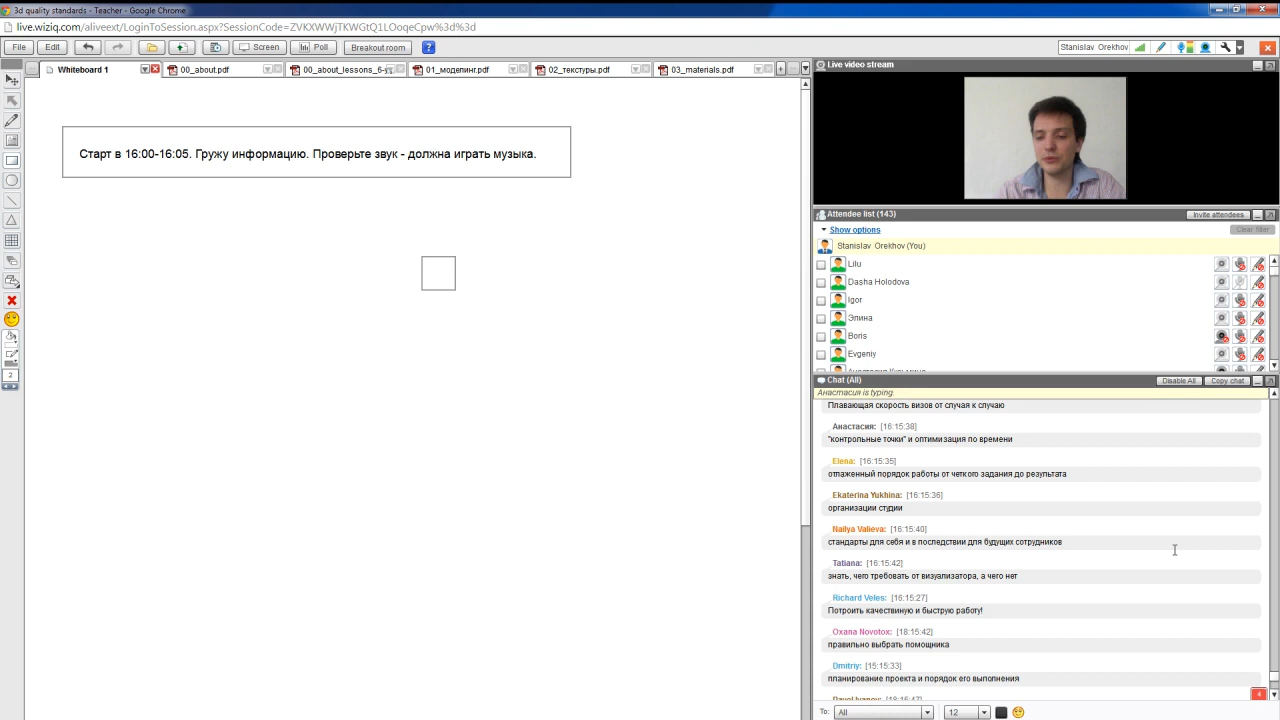 3d quality standards - Teacher - Google Chrome
live.wiziq.com/aliveext/LoginToSession.aspx?SessionCode=ZVKXWWjTKWGtQ1LOoqeCpw%3d%3d
File Edit Screen Poll Breakout room ? Stanislav Orekhov
Whiteboard 1 00_about.pdf 01_моделинг.pdf 02_текстуры.pdf 03_materials.pdf
Старт в 16:00-16:05. Гружу информацию. Проверьте звук - должна играть музыка.
2
Live video stream
Attendee list (143) Invite attendees
Show options Clear filter
Stanislav Orekhov (You)
Lilu
Dasha Holodova
Igor
Элина
Boris
Evgeniy
Chat (All) Disable All Copy chat
Анастасия is typing.
Плавающая скорость визов от случая к случаю
Анастасия: [16:15:38]
"контрольные точки" и оптимизация по времени
Elena: [16:15:35]
отлаженный порядок работы от четкого задания до результата
Ekaterina Yukhina: [16:15:36]
организации студии
Nailya Valieva: [16:15:40]
стандарты для себя и в последствии для будущих сотрудников
Tatiana: [16:15:42]
знать, чего требовать от визуализатора, а чего нет
Richard Veles: [16:15:27]
Потроить качествиную и быструю работу!
Oxana Novotox: [18:15:42]
правильно выбрать помощника
Dmitriy: [15:15:33]
планирование проекта и порядок его выполнения
4
To: All 12